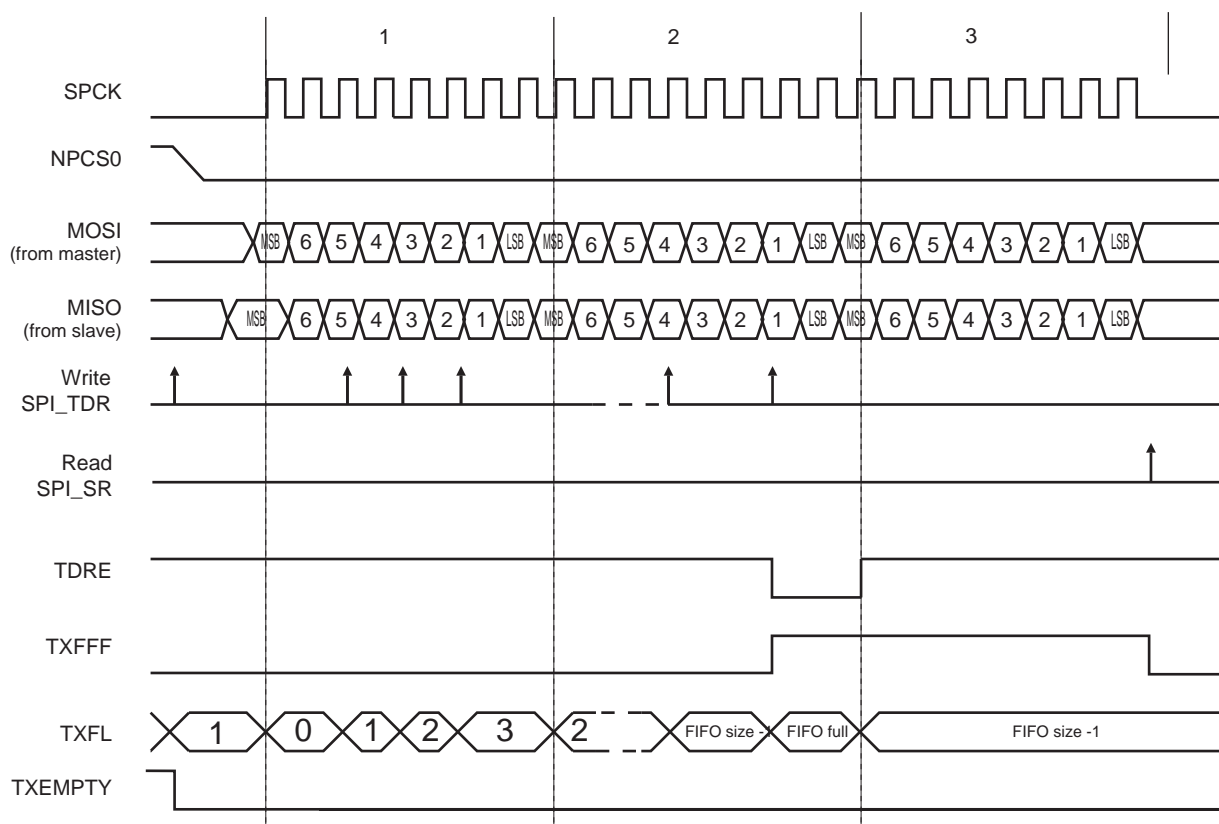 1 2 3
SPCK
NPCS0
MOSI
(from master)
MSB 6 5 4 3 2 1 LSB MSB 6 5 4 3 2 1 LSB MSB 6 5 4 3 2 1 LSB
MISO
(from slave)
MSB 6 5 4 3 2 1 LSB MSB 6 5 4 3 2 1 LSB MSB 6 5 4 3 2 1 LSB
Write
SPI_TDR
Read
SPI_SR
TDRE
TXFFF
TXFL 1 0 1 2 3 2 FIFO size -1 FIFO full FIFO size -1
TXEMPTY